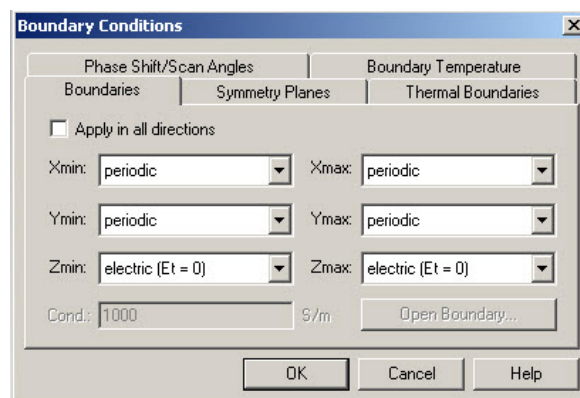 Boundary Conditions
Phase Shift/Scan Angles Boundary Temperature
Boundaries Symmetry Planes Thermal Boundaries
Apply in all directions
Xmin: periodic Xmax: periodic
Ymin: periodic Ymax: periodic
Zmin: electric (Et = 0) Zmax: electric (Et = 0)
Cond.: 1000 S/m Open Boundary...
OK Cancel Help